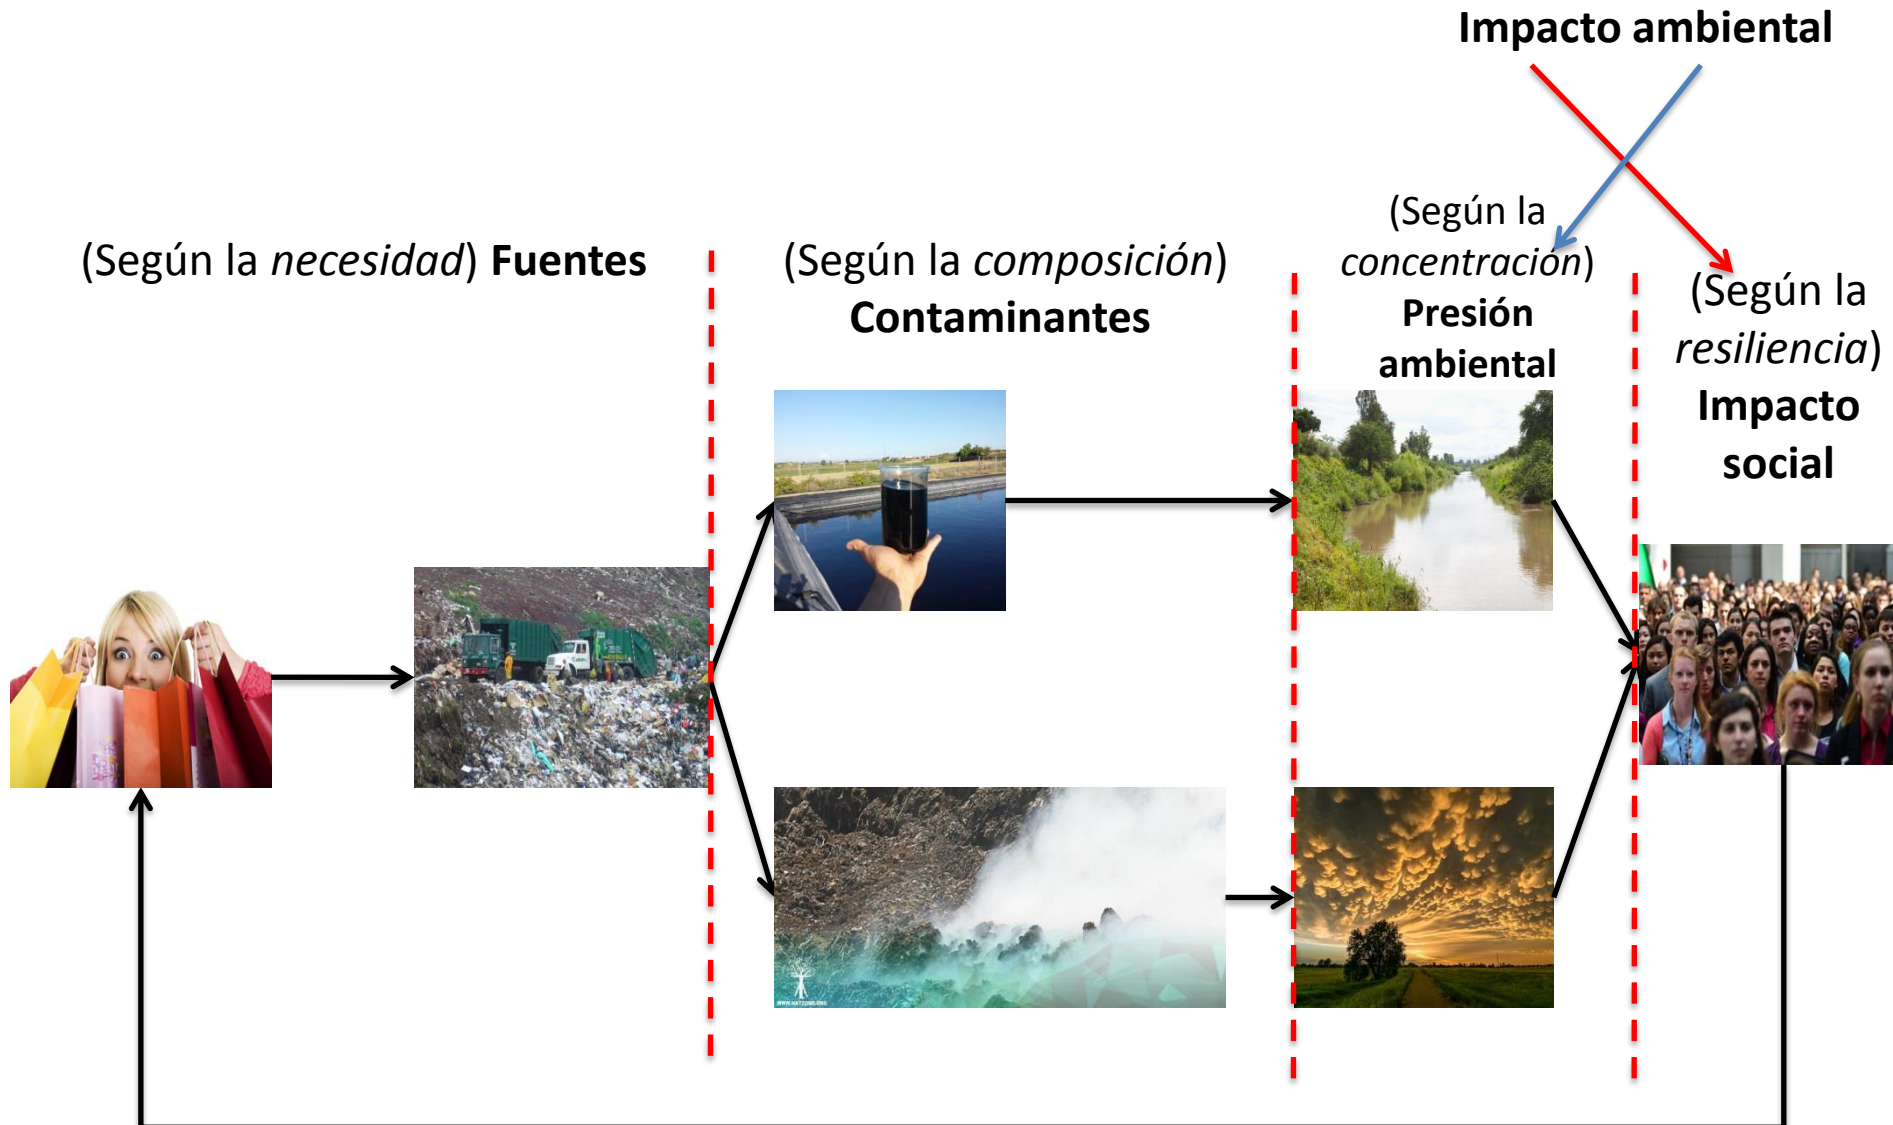 Impacto ambiental
(Según la necesidad) Fuentes
(Según la composición)
Contaminantes
(Según la
concentración)
Presión
ambiental
(Según la
resiliencia)
Impacto
social